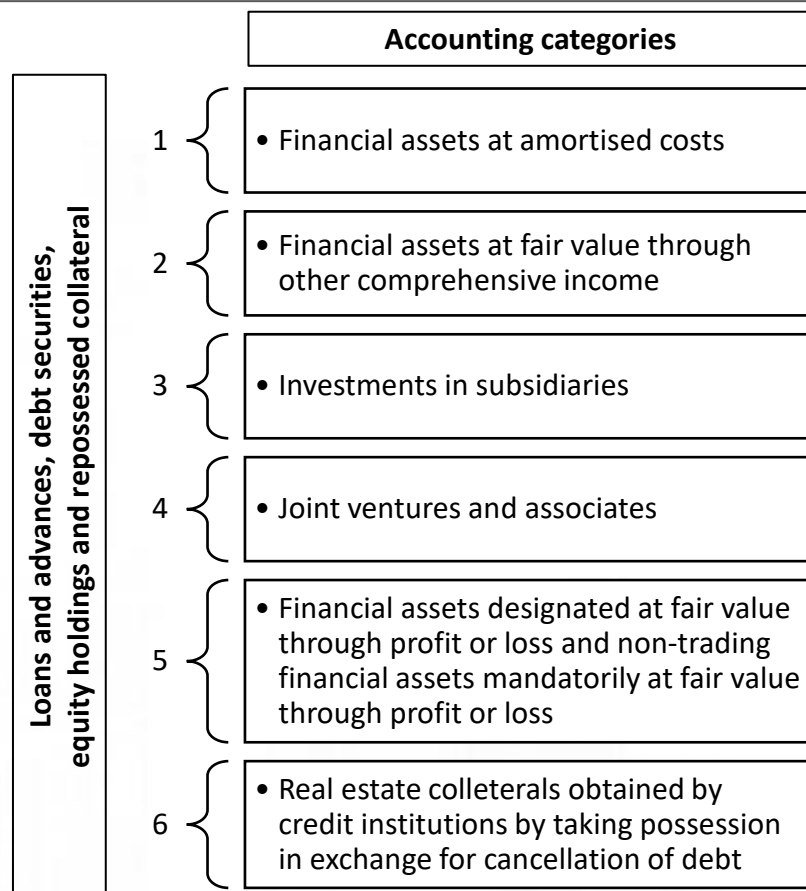 Accounting categories
Loans and advances, debt securities,
equity holdings and repossessed collateral
1
• Financial assets at amortised costs
2
• Financial assets at fair value through
other comprehensive income
3
• Investments in subsidiaries
4
• Joint ventures and associates
5
• Financial assets designated at fair value
through profit or loss and non-trading
financial assets mandatorily at fair value
through profit or loss
6
• Real estate colleterals obtained by
credit institutions by taking possession
in exchange for cancellation of debt